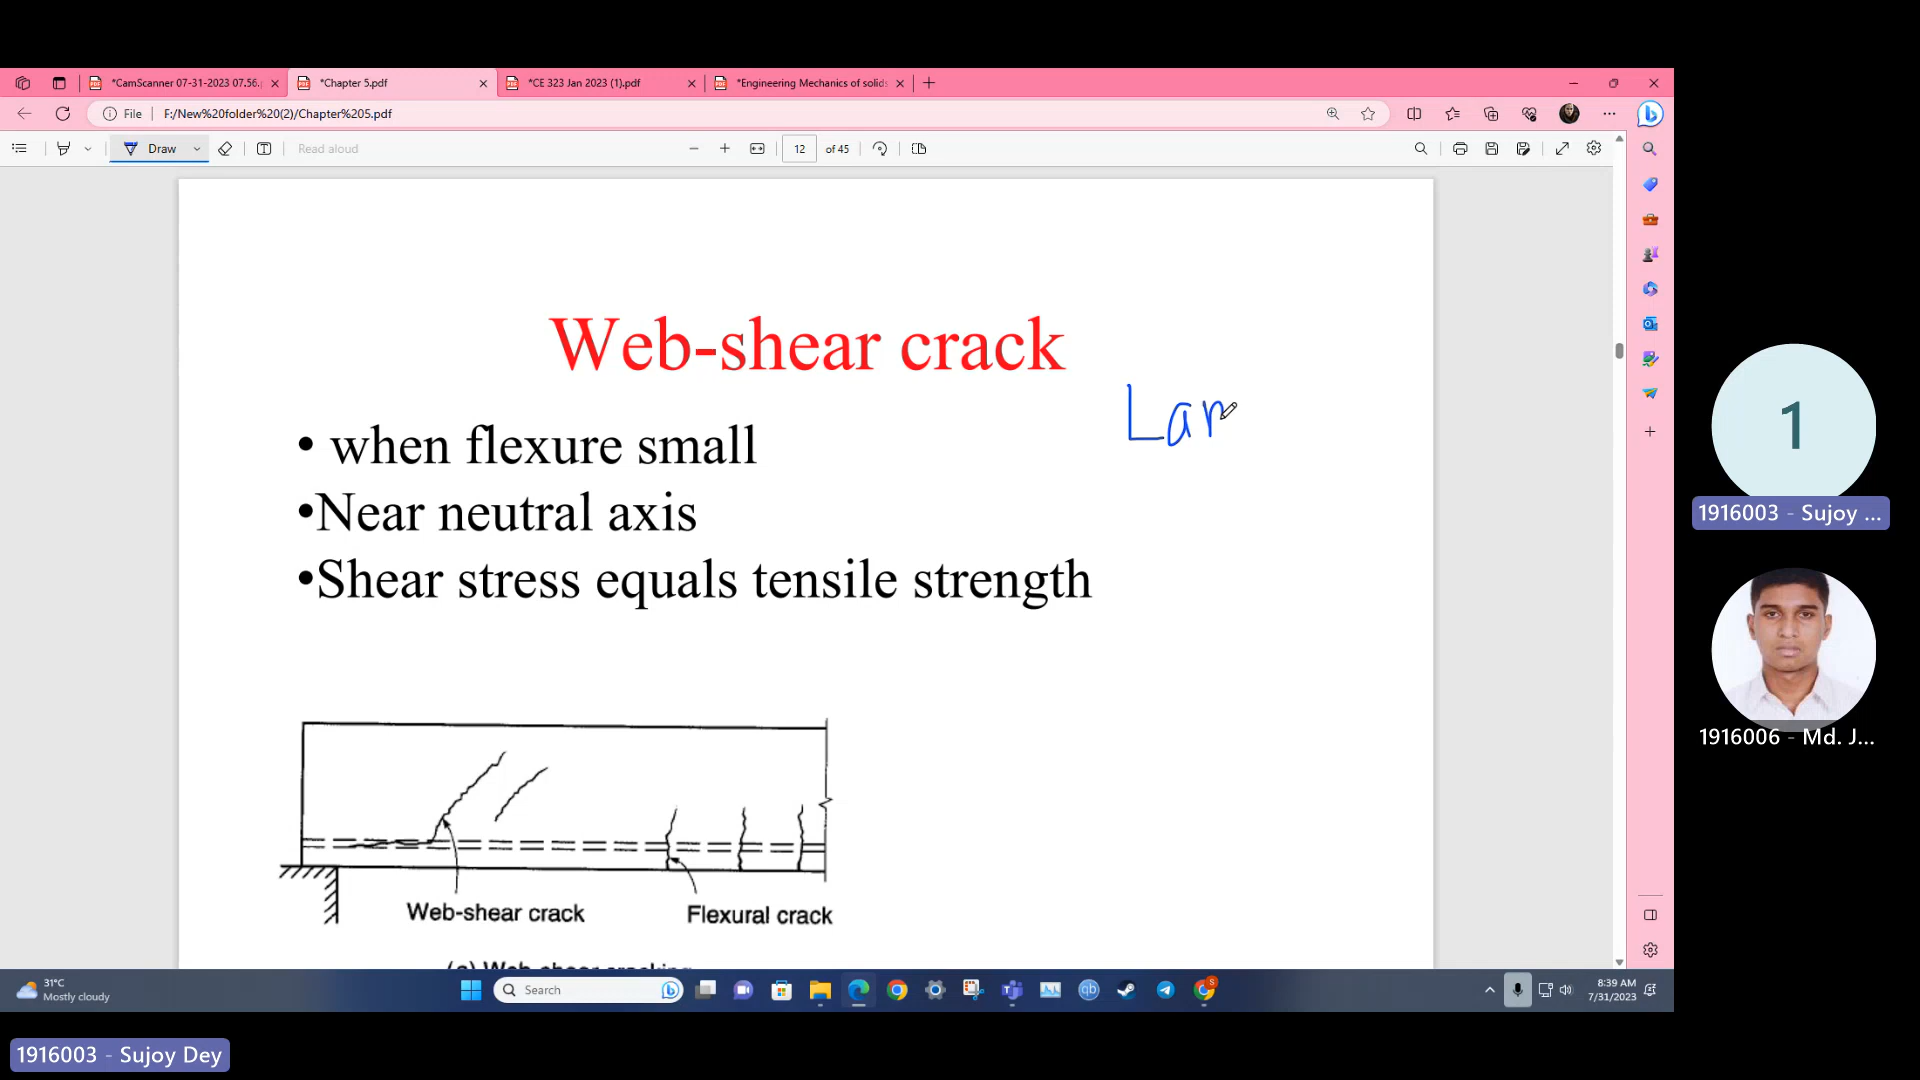 *CamScanner 07-31-2023 07.56.
*Chapter 5.pdf
*CE 323 Jan 2023 (1).pdf
*Engineering Mechanics of solids
File
F:/New%20folder%20(2)/Chapter%205.pdf
Draw
Read aloud
12
of 45
Web-shear crack
Lar
• when flexure small
•Near neutral axis
•Shear stress equals tensile strength
Web-shear crack
Flexural crack
1
1916003 - Sujoy ...
1916006 - Md. J...
31°C
Mostly cloudy
Search
8:39 AM
7/31/2023
1916003 - Sujoy Dey